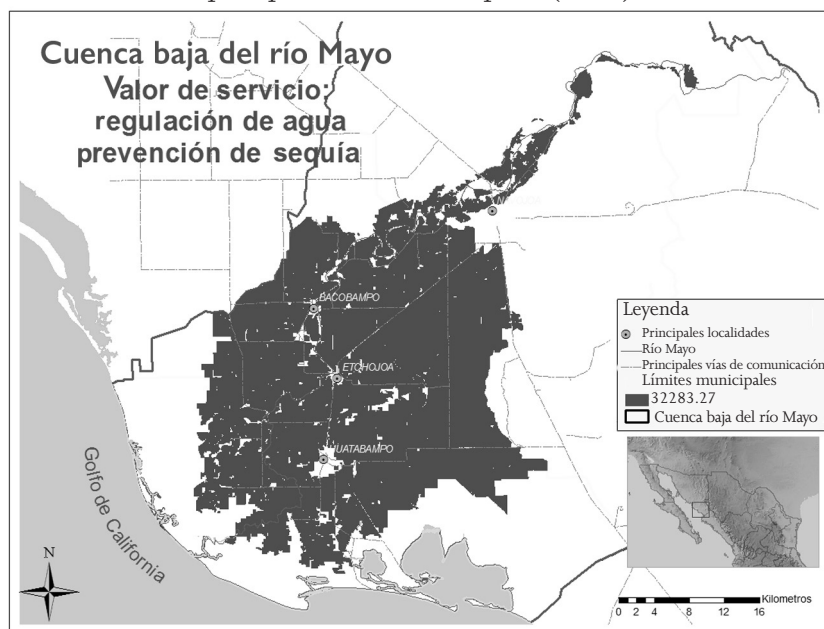 Cuenca baja del río Mayo
Valor de servicio:
regulación de agua
prevención de sequía
BACOBAMPO
ETCHOJOA
UATABAMPO
Golfo de California
N
Leyenda
Principales localidades
Río Mayo
Principales vías de comunicación
Límites municipales
32283.27
Cuenca baja del río Mayo
Kilometros
0 2 4 8 12 16